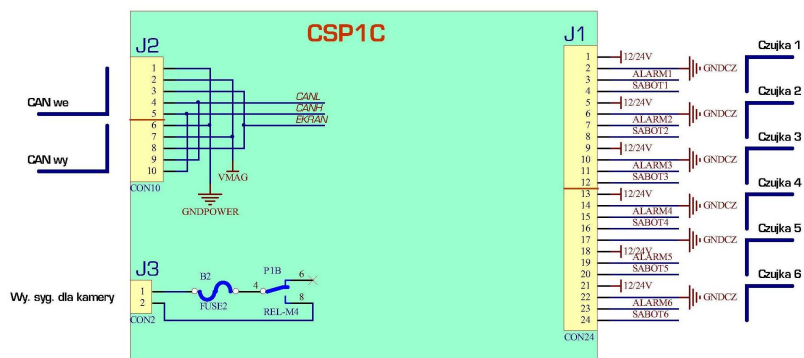 CSP1C
J2
1
2
3
4
5
6
7
8
9
10
CON10
CAN we
CAN wy
CANL
CANH
EKRAN
VMAG
GNDPOWER
J3
1
2
CON2
Wy. syg. dla kamery
B2
FUSE2
P1B
4
6
8
REL-M4
J1
1 12/24V
2 GNDCZ
3 ALARM1
4 SABOT1
5 12/24V
6 GNDCZ
7 ALARM2
8 SABOT2
9 12/24V
10 GNDCZ
11 ALARM3
12 SABOT3
13 12/24V
14 GNDCZ
15 ALARM4
16 SABOT4
17 GNDCZ
18 12/24V
19 ALARM5
20 SABOT5
21 12/24V
22 GNDCZ
23 ALARM6
24 SABOT6
CON24
Czujka 1
Czujka 2
Czujka 3
Czujka 4
Czujka 5
Czujka 6